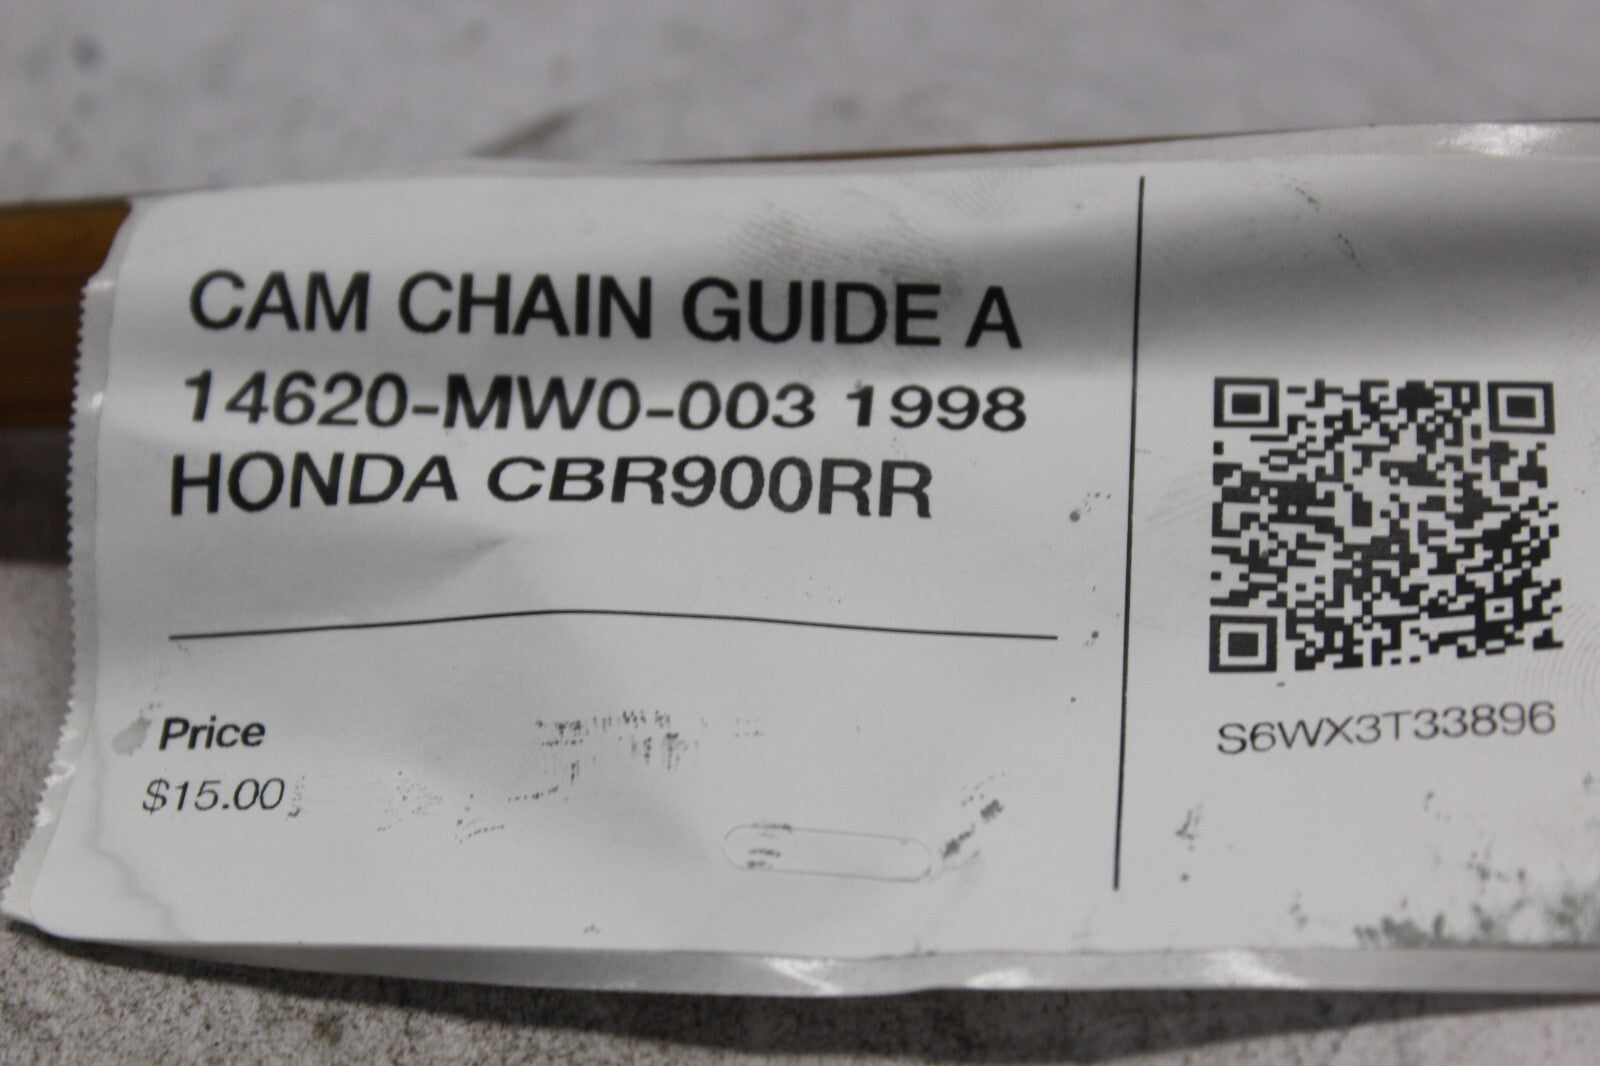 CAM CHAIN GUIDE A
14620-MW0-003 1998
HONDA CBR900RR
Price
$15.00
S6WX3T33896